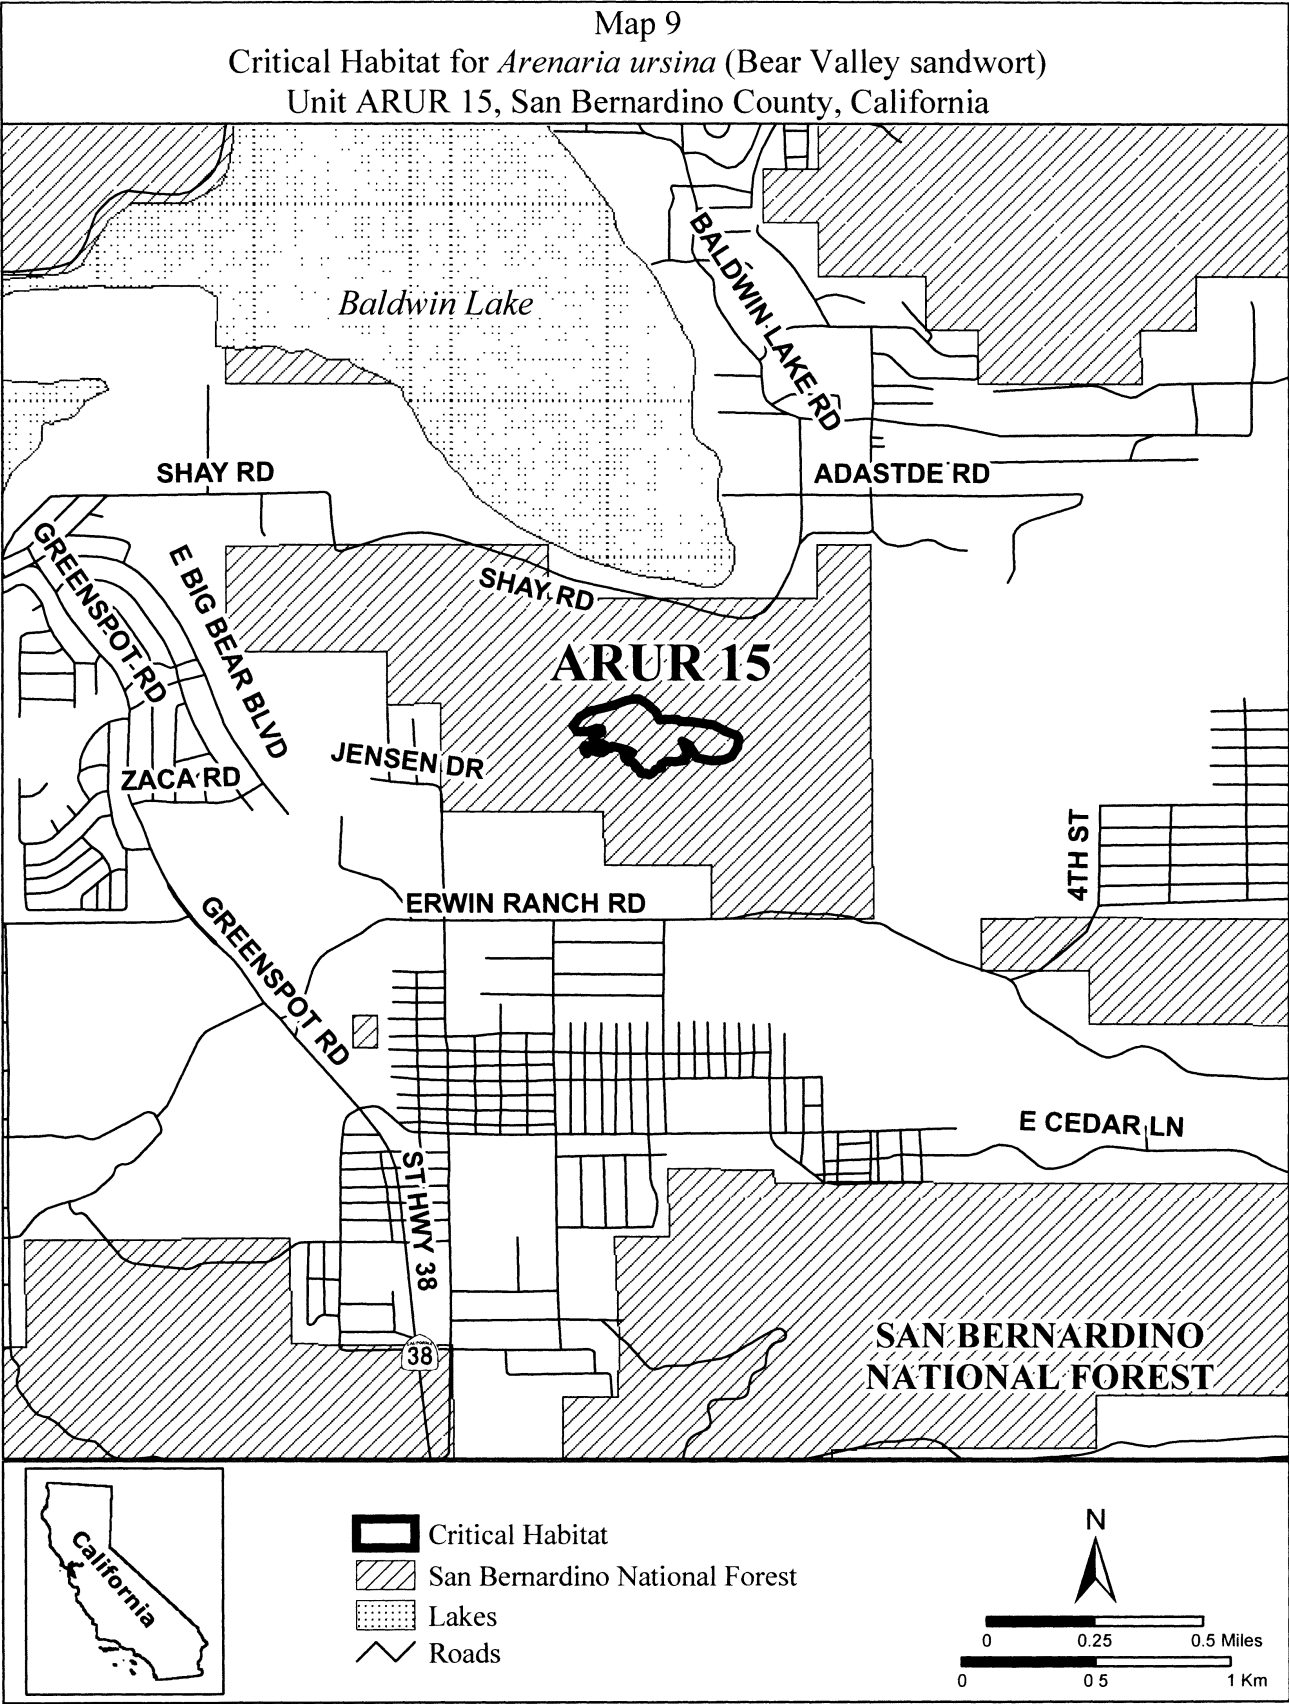 Map 9
Critical Habitat for Arenaria ursina (Bear Valley sandwort)
Unit ARUR 15, San Bernardino County, California
BALDWIN LAKE RD
Baldwin Lake
SHAY RD
ADASTDE RD
GREENSPOT RD
E BIG BEAR BLVD
SHAY RD
ARUR 15
JENSEN DR
ZACA RD
4TH ST
ERWIN RANCH RD
GREENSPOT RD
E CEDAR LN
ST HWY 38
SAN BERNARDINO
NATIONAL FOREST
CALIFORNIA
38
California
Critical Habitat
San Bernardino National Forest
Lakes
Roads
N
0 0.25 0.5 Miles
0 0 5 1 Km